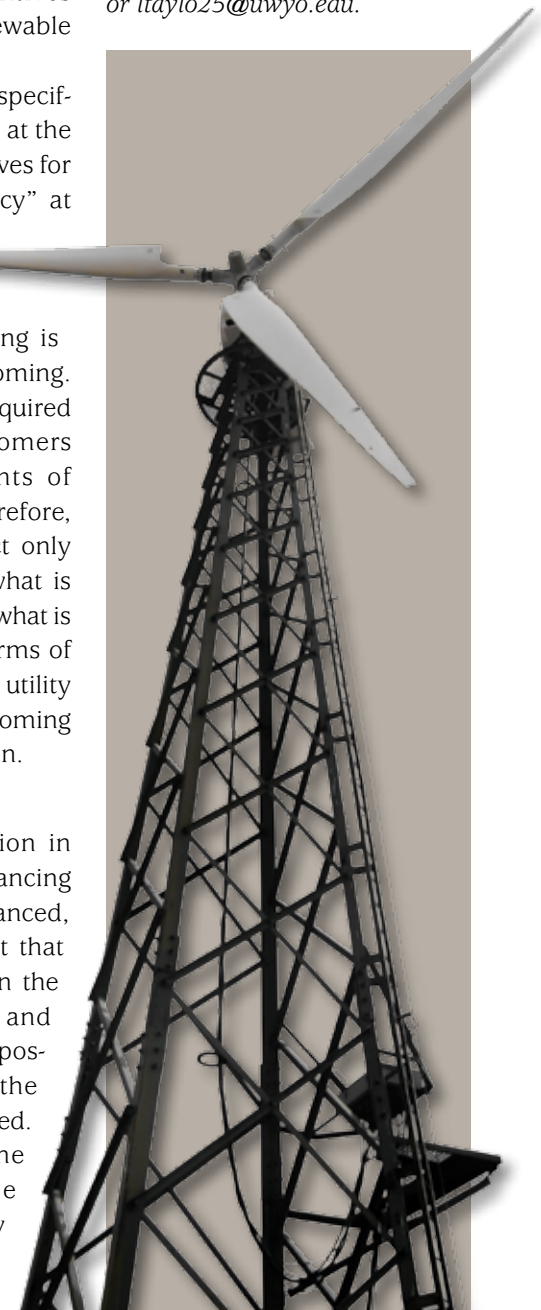 ewable
specif-
at the
ves for
cy” at
ng is
oming.
quired
omers
nts of
refore,
t only
what is
what is
rms of
utility
oming
n.
ion in
ancing
anced,
t that
n the
and
pos-
the
ed.
ne
e
or ltaylo25@uwyo.edu.